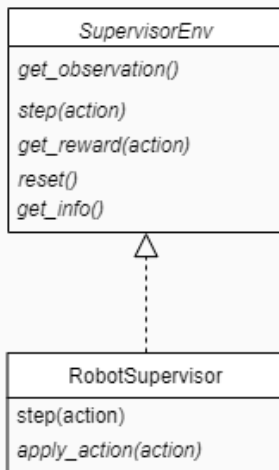 SupervisorEnv
get_observation()
step(action)
get_reward(action)
reset()
get_info()
RobotSupervisor
step(action)
apply_action(action)